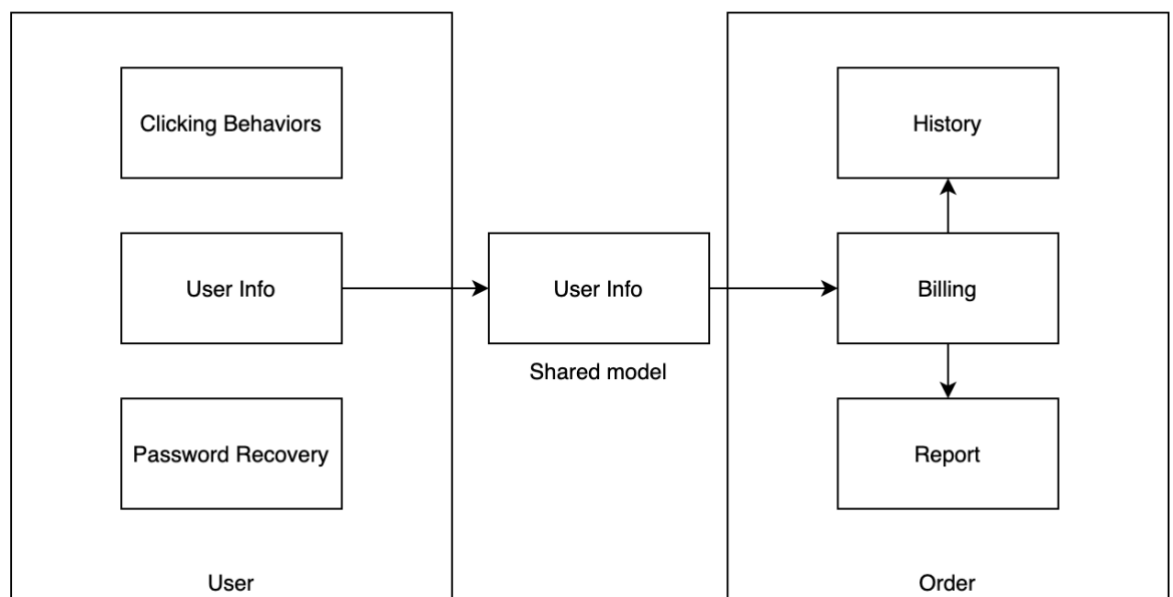 Clicking Behaviors
User Info
Password Recovery
User
User Info
Shared model
History
Billing
Report
Order